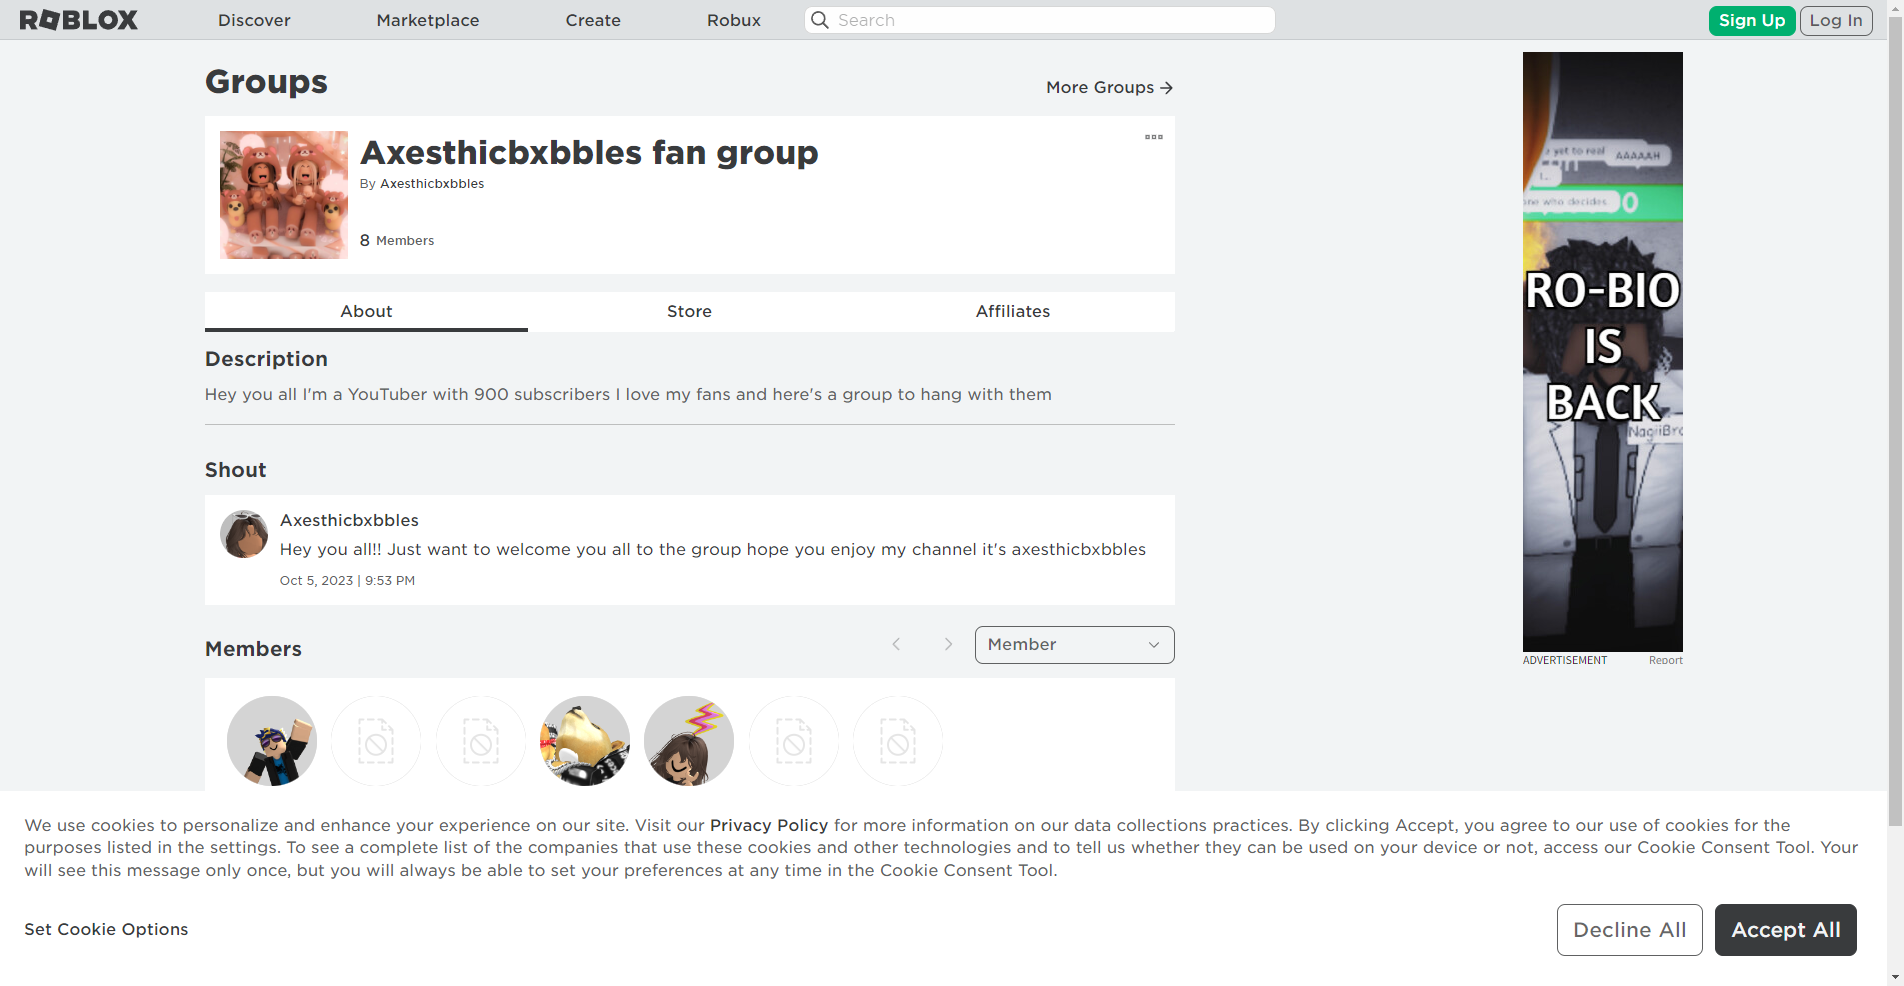 ROBLOX
Discover
Marketplace
Create
Robux
Search
Sign Up
Log In
Groups
More Groups
Axesthicbxbbles fan group
By Axesthicbxbbles
8 Members
About
Store
Affiliates
Description
Hey you all I'm a YouTuber with 900 subscribers I love my fans and here's a group to hang with them
Shout
Axesthicbxbbles
Hey you all!! Just want to welcome you all to the group hope you enjoy my channel it's axesthicbxbbles
Oct 5, 2023 | 9:53 PM
Members
Member
yet to real
AAAAAH
one who decides.
RO-BIO
IS
BACK
ADVERTISEMENT
Report
We use cookies to personalize and enhance your experience on our site. Visit our Privacy Policy for more information on our data collections practices. By clicking Accept, you agree to our use of cookies for the
purposes listed in the settings. To see a complete list of the companies that use these cookies and other technologies and to tell us whether they can be used on your device or not, access our Cookie Consent Tool. Your
will see this message only once, but you will always be able to set your preferences at any time in the Cookie Consent Tool.
Set Cookie Options
Decline All
Accept All